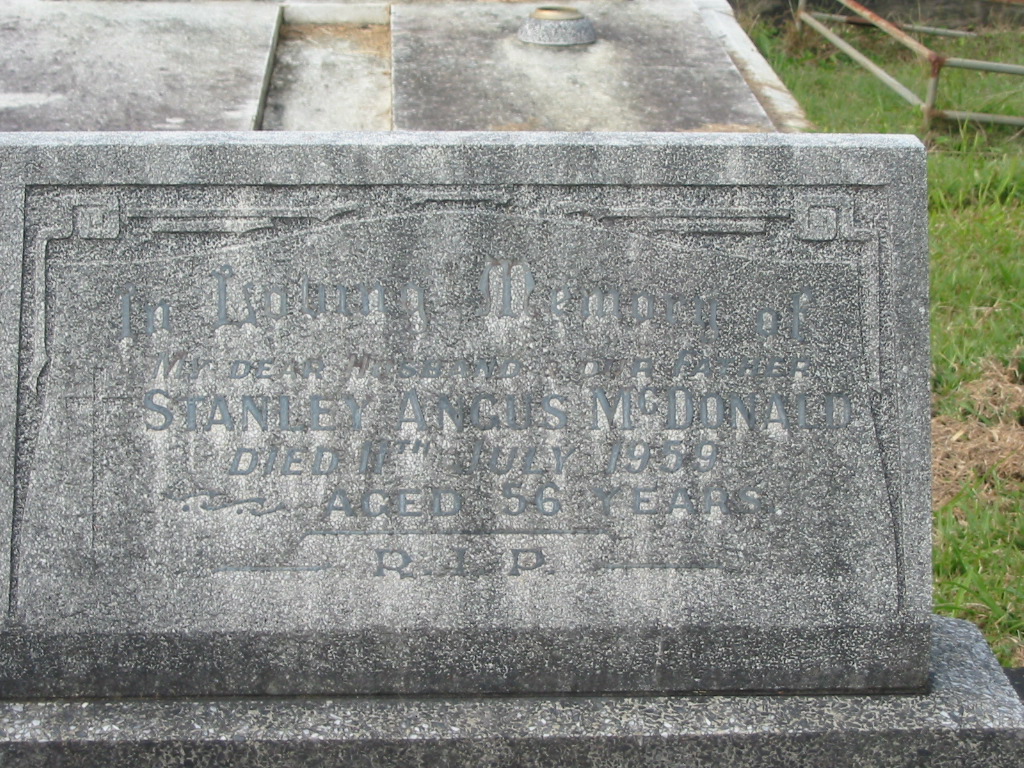 In Loving Memory of
My dear husband & our father
STANLEY ANGUS McDONALD.
DIED 11TH JULY 1959
AGED 56 YEARS.
R.I.P.